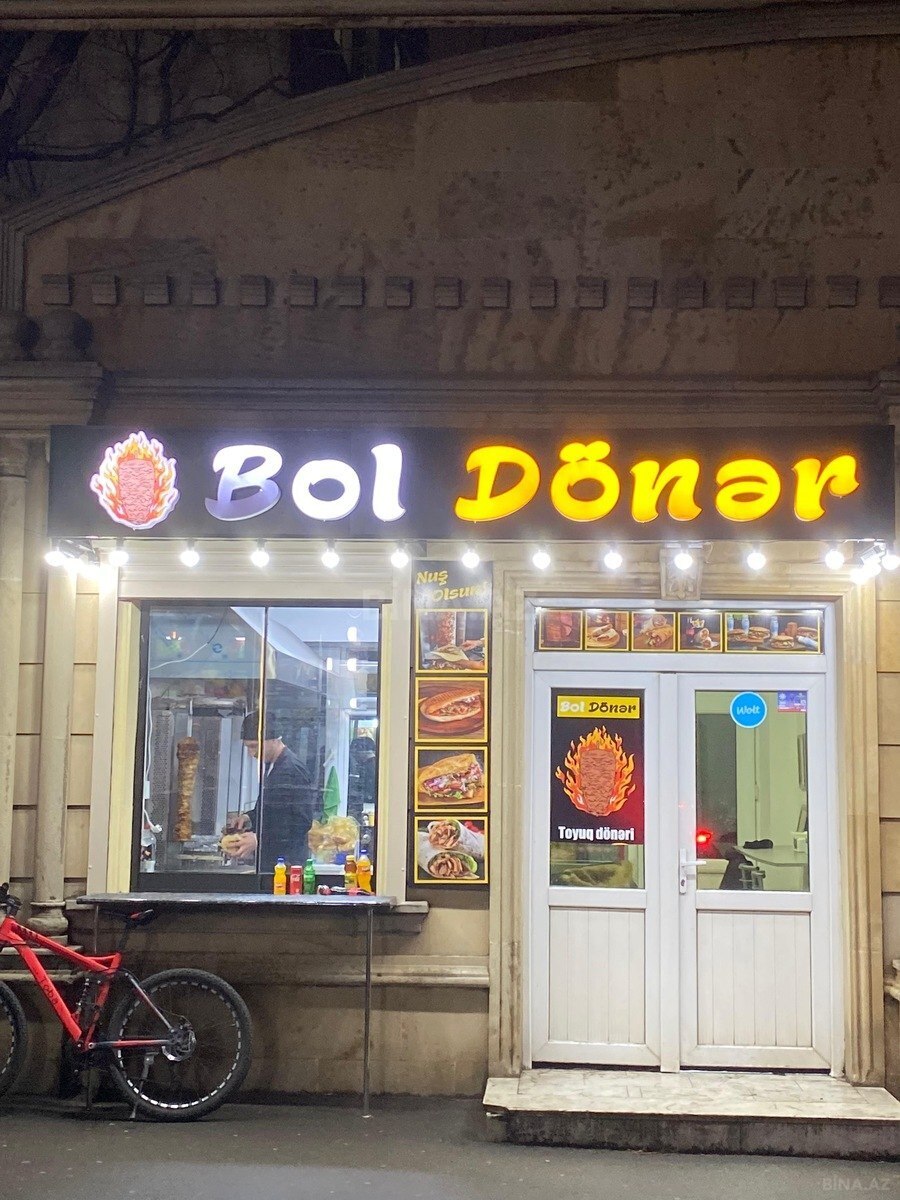 Bol Dönər
Nuş
Olsun
Bol Dönər
Toyuq dönəri
Wolt
BINA.AZ